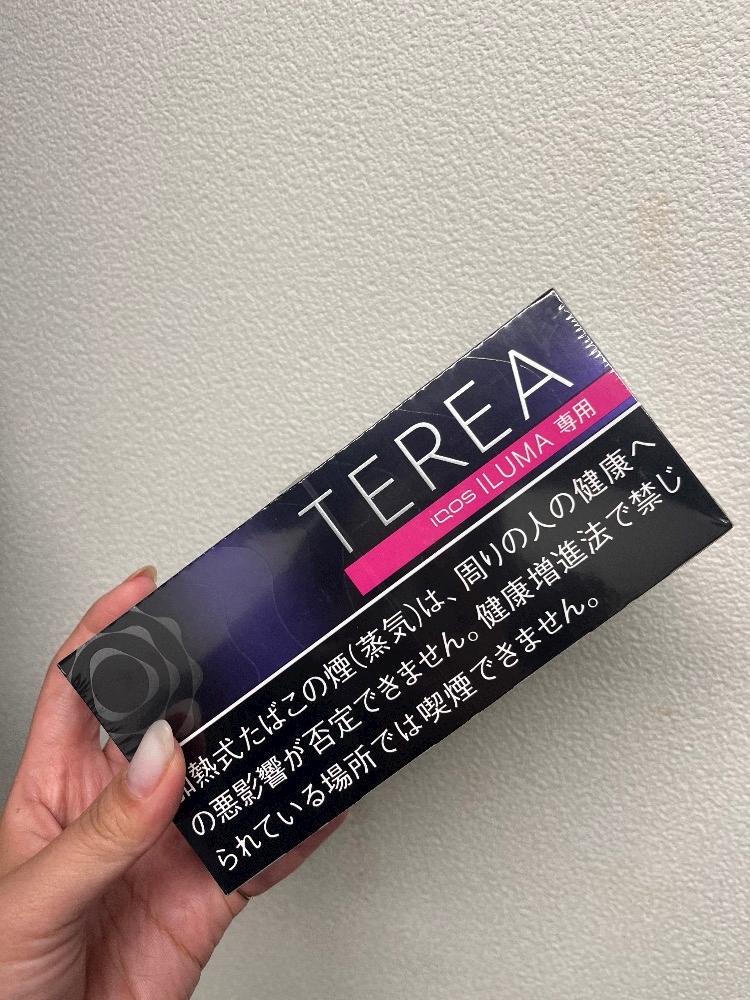 TEREA
IQOS ILUMA 専用
熱式たばこの煙(蒸気)は、周りの人の健康へ
の悪影響が否定できません。健康増進法で禁じ
られている場所では喫煙できません。